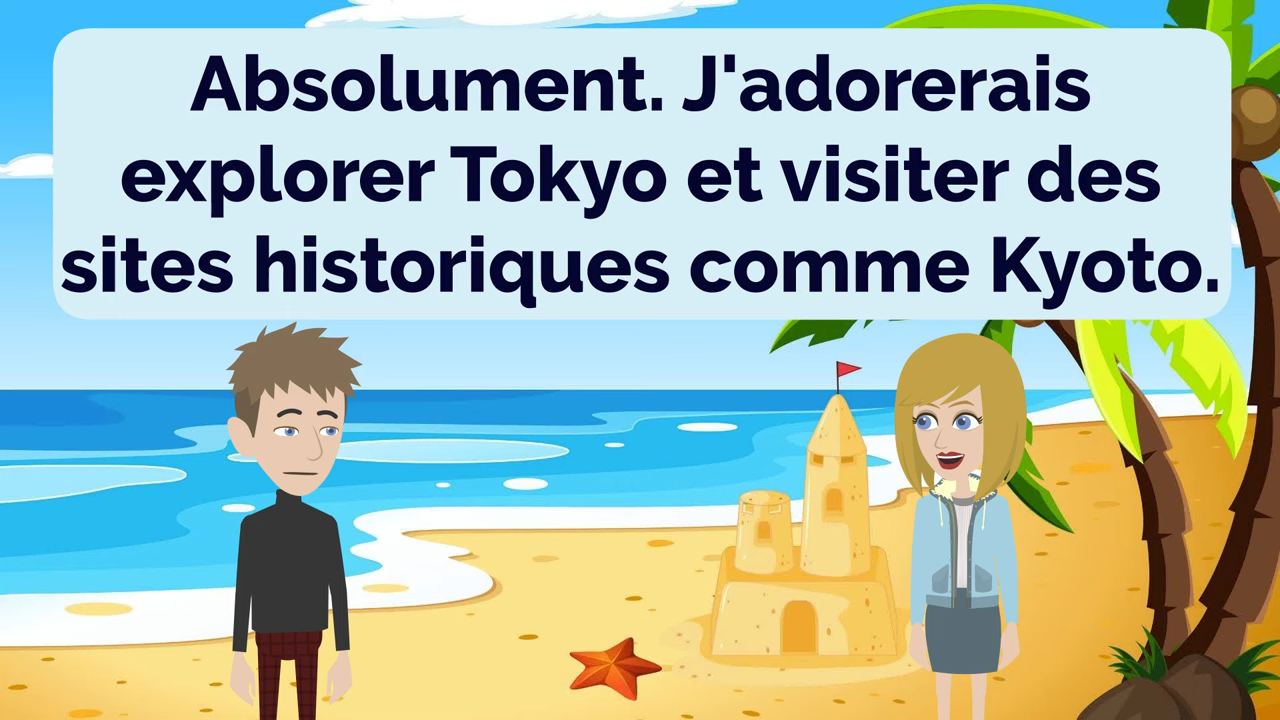 Absolument. J'adorerais
explorer Tokyo et visiter des
sites historiques comme Kyoto.